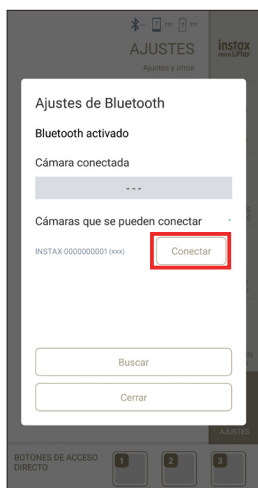 AJUSTES
Ajustes y otros
instax
mini LiPlay
Ajustes de Bluetooth
Bluetooth activado
Cámara conectada
---
Cámaras que se pueden conectar
INSTAX-0000000001 (xxx)
Conectar
Buscar
Cerrar
AJUSTES
BOTONES DE ACCESO
DIRECTO
1
2
3